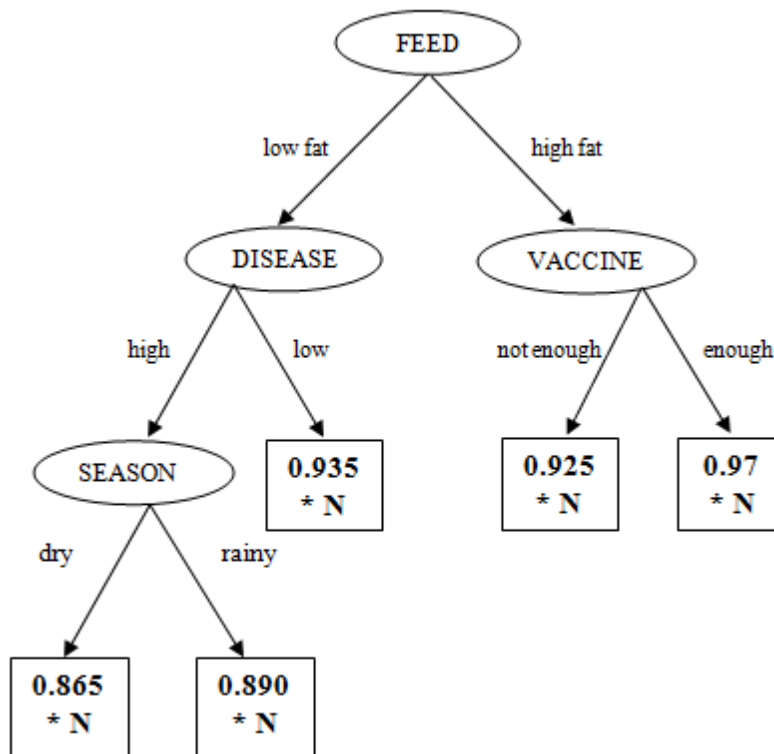 FEED
low fat
high fat
DISEASE
VACCINE
high
low
not enough
enough
SEASON
0.935
* N
0.925
* N
0.97
* N
dry
rainy
0.865
* N
0.890
* N